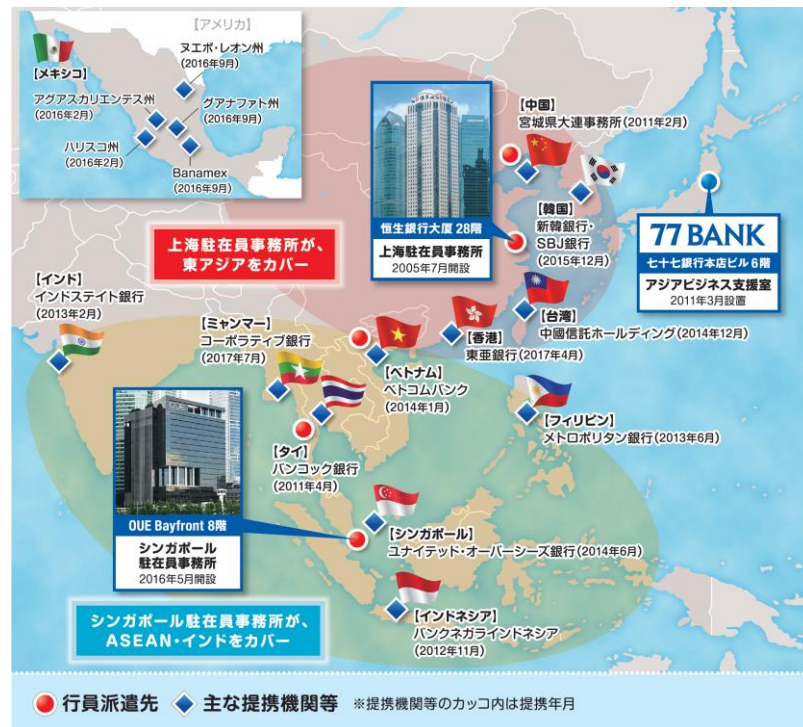 【アメリカ】
【メキシコ】
ヌエボ・レオン州
(2016年9月)
アグアスカリエンテス州
(2016年2月)
グアナファト州
(2016年9月)
ハリスコ州
(2016年2月)
Banamex
(2016年9月)
恒生銀行大厦 28階
上海駐在員事務所
2005年7月開設
【中国】
宮城県大連事務所(2011年2月)
【韓国】
新韓銀行・
SBJ銀行
(2015年12月)
77 BANK
七十七銀行本店ビル6階
アジアビジネス支援室
2011年3月設置
上海駐在員事務所が、
東アジアをカバー
【インド】
インドステイト銀行
(2013年2月)
【ミャンマー】
コーポラティブ銀行
(2017年7月)
【ベトナム】
ベトコムバンク
(2014年1月)
【香港】
東亜銀行(2017年4月)
【台湾】
中國信託ホールディング(2014年12月)
【タイ】
バンコック銀行
(2011年4月)
【フィリピン】
メトロポリタン銀行(2013年6月)
OUE Bayfront 8階
シンガポール
駐在員事務所
2016年5月開設
【シンガポール】
ユナイテッド・オーバーシーズ銀行(2014年6月)
【インドネシア】
バンクネガラインドネシア
(2012年11月)
シンガポール駐在員事務所が、
ASEAN・インドをカバー
行員派遣先 主な提携機関等 ※提携機関等のカッコ内は提携年月